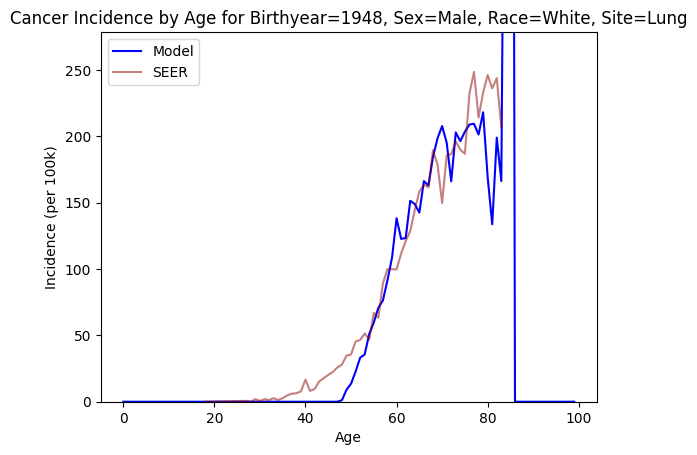 Cancer Incidence by Age for Birthyear=1948, Sex=Male, Race=White, Site=Lung
Model
SEER
Incidence (per 100k)
250
200
150
100
50
0
0 20 40 60 80 100
Age